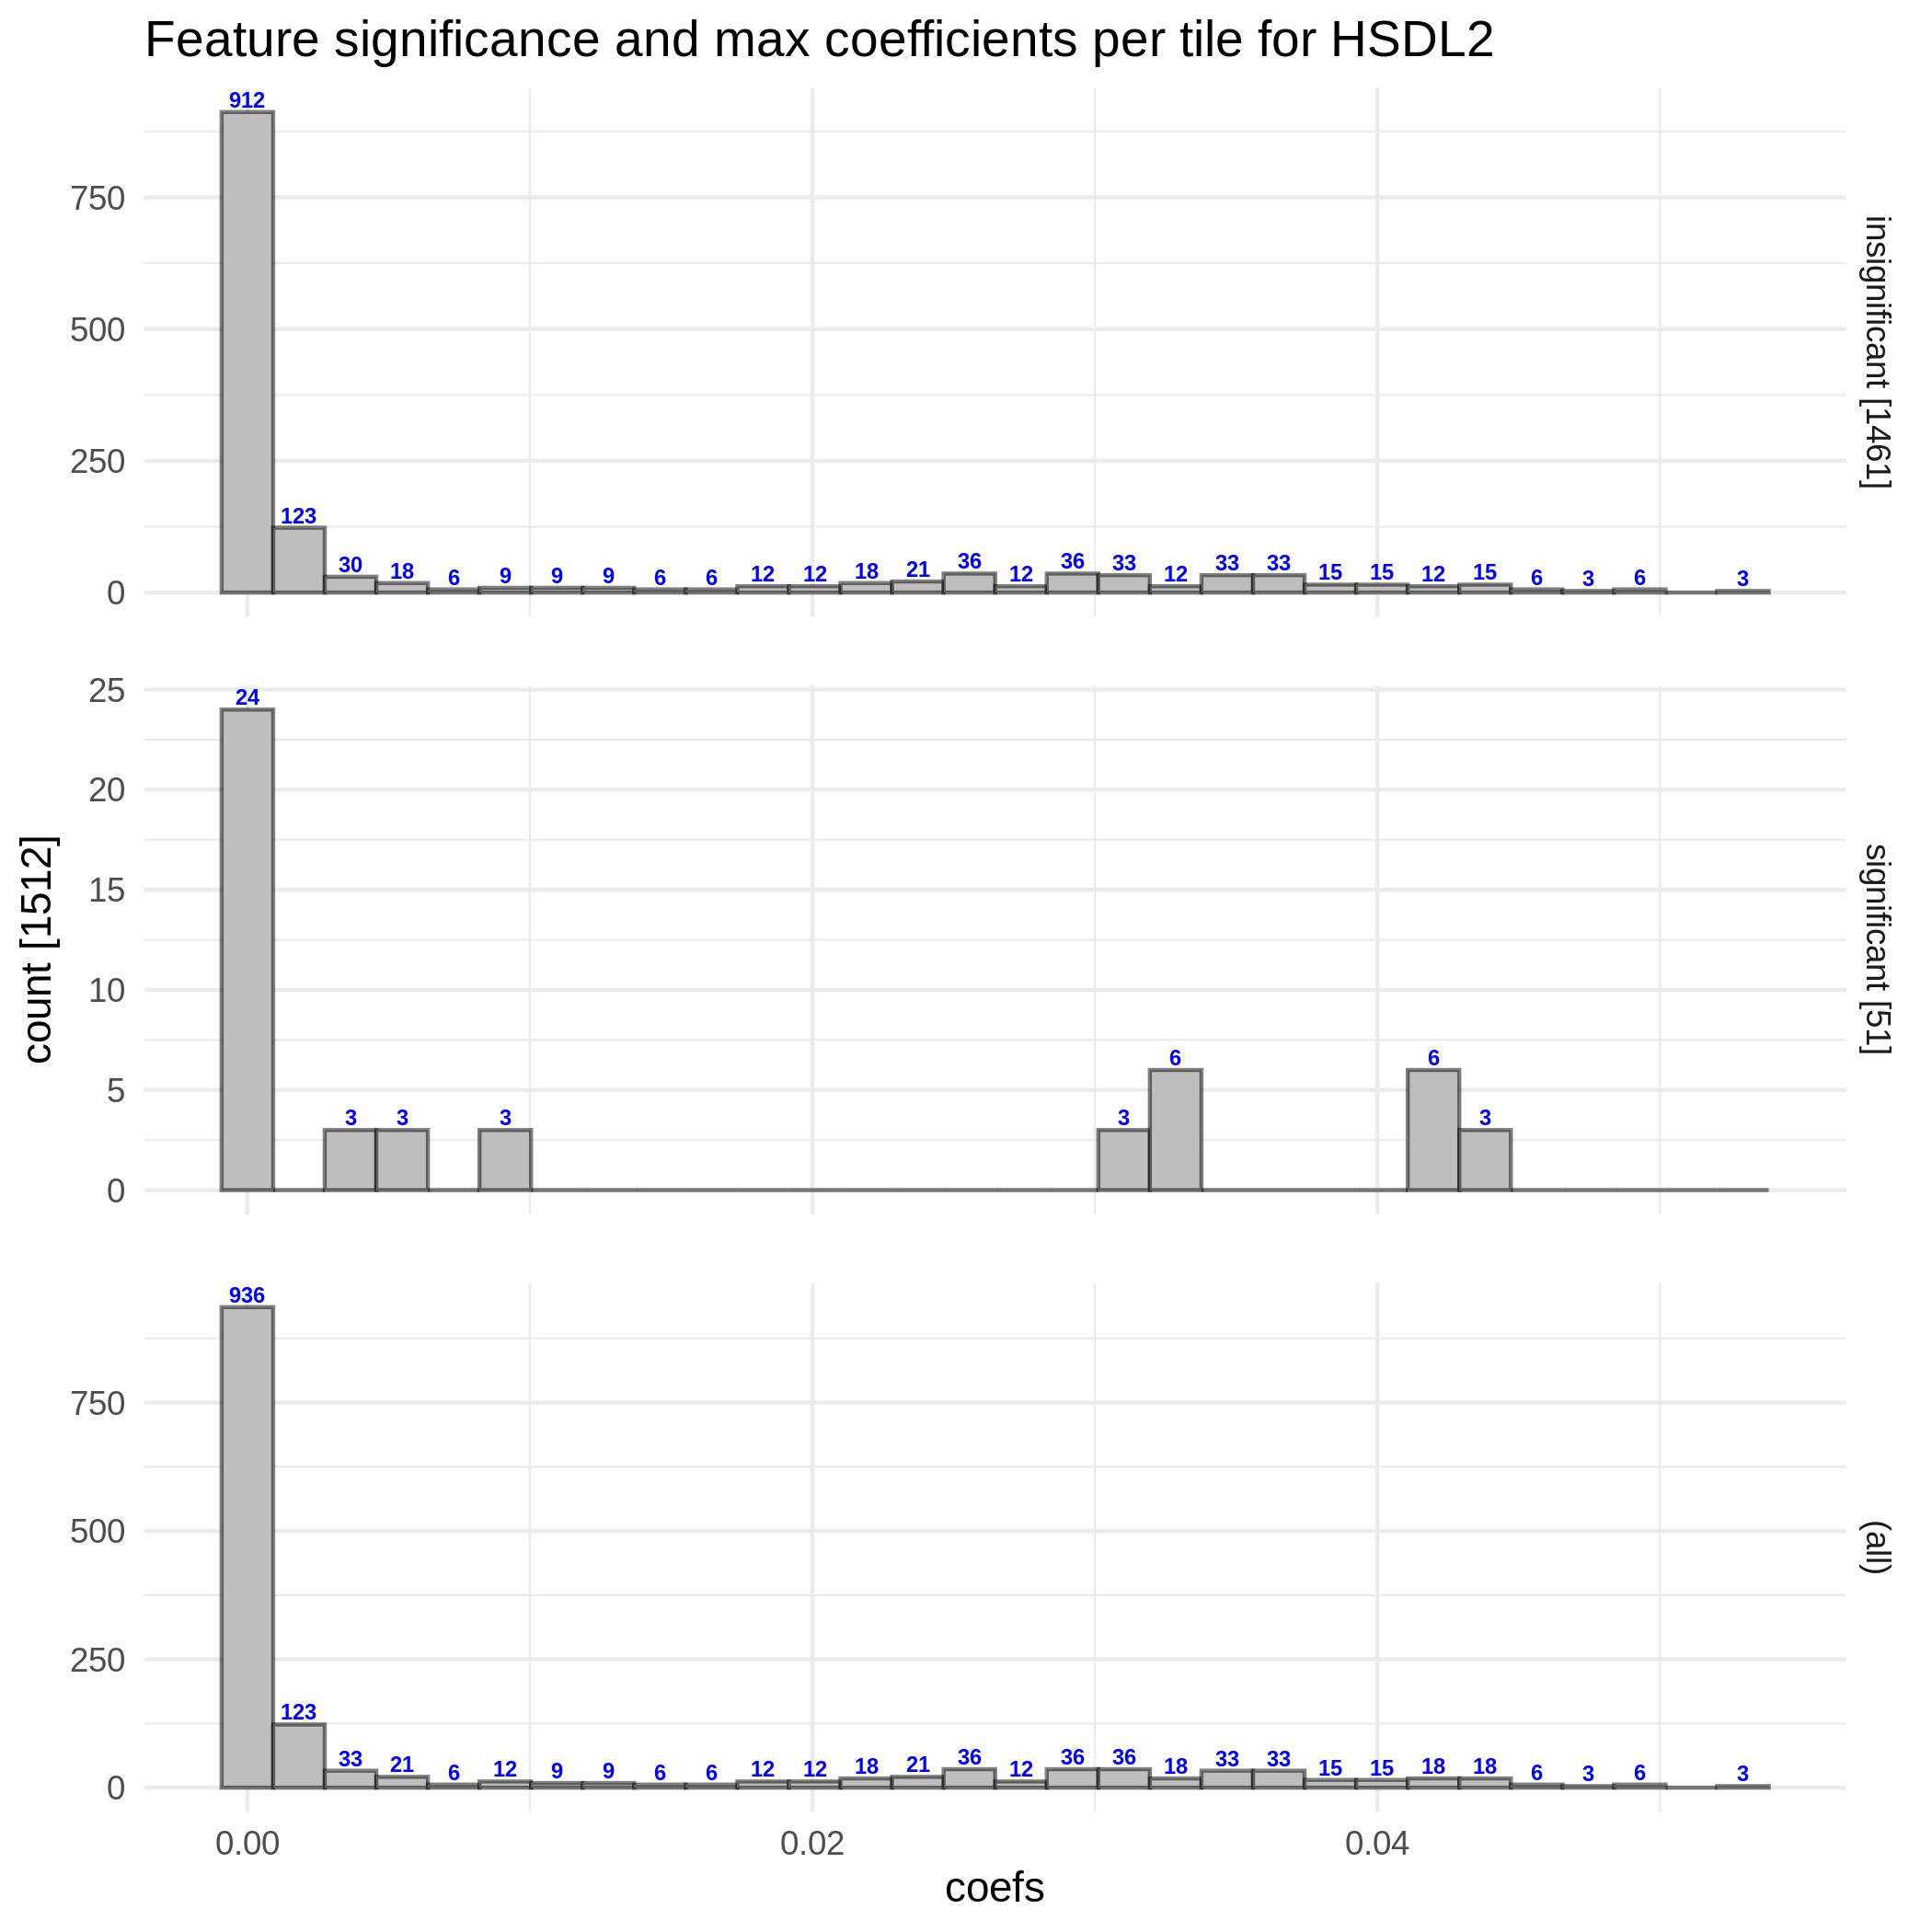 Feature significance and max coefficients per tile for HSDL2
912
750
500
250
0
123 30 18 6 9 9 9 6 6 12 12 18 21 36 12 36 33 12 33 33 15 15 12 15 6 3 6 3
insignificant [1461]
count [1512]
25
20
15
10
5
0
24
3 3 3 3 6 6 3
significant [51]
936
750
500
250
0
123 33 21 6 12 9 9 6 6 12 12 18 21 36 12 36 36 18 33 33 15 15 18 18 6 3 6 3
(all)
0.00 0.02 0.04
coefs